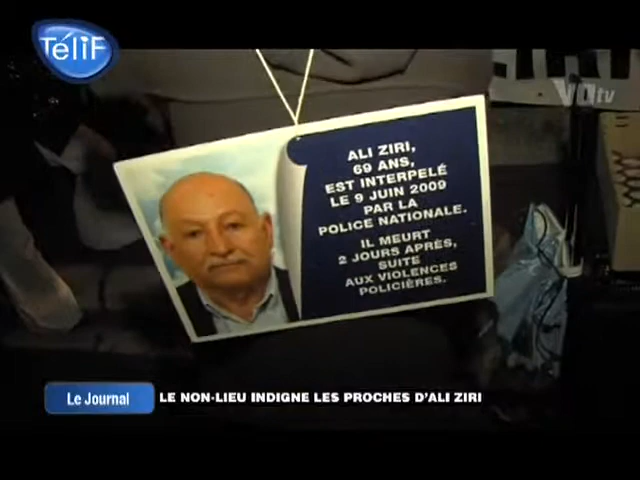 TéliF
VOtv
ALI ZIRI,
69 ANS,
EST INTERPELÉ
LE 9 JUIN 2009
PAR LA
POLICE NATIONALE.
IL MEURT
2 JOURS APRÈS,
SUITE
AUX VIOLENCES
POLICIÈRES.
Le Journal
LE NON-LIEU INDIGNE LES PROCHES D'ALI ZIRI